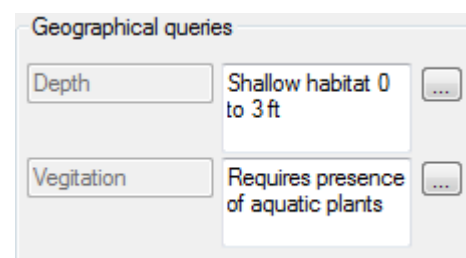 Geographical queries
Depth
Shallow habitat 0
to 3 ft
...
Vegitation
Requires presence
of aquatic plants
...